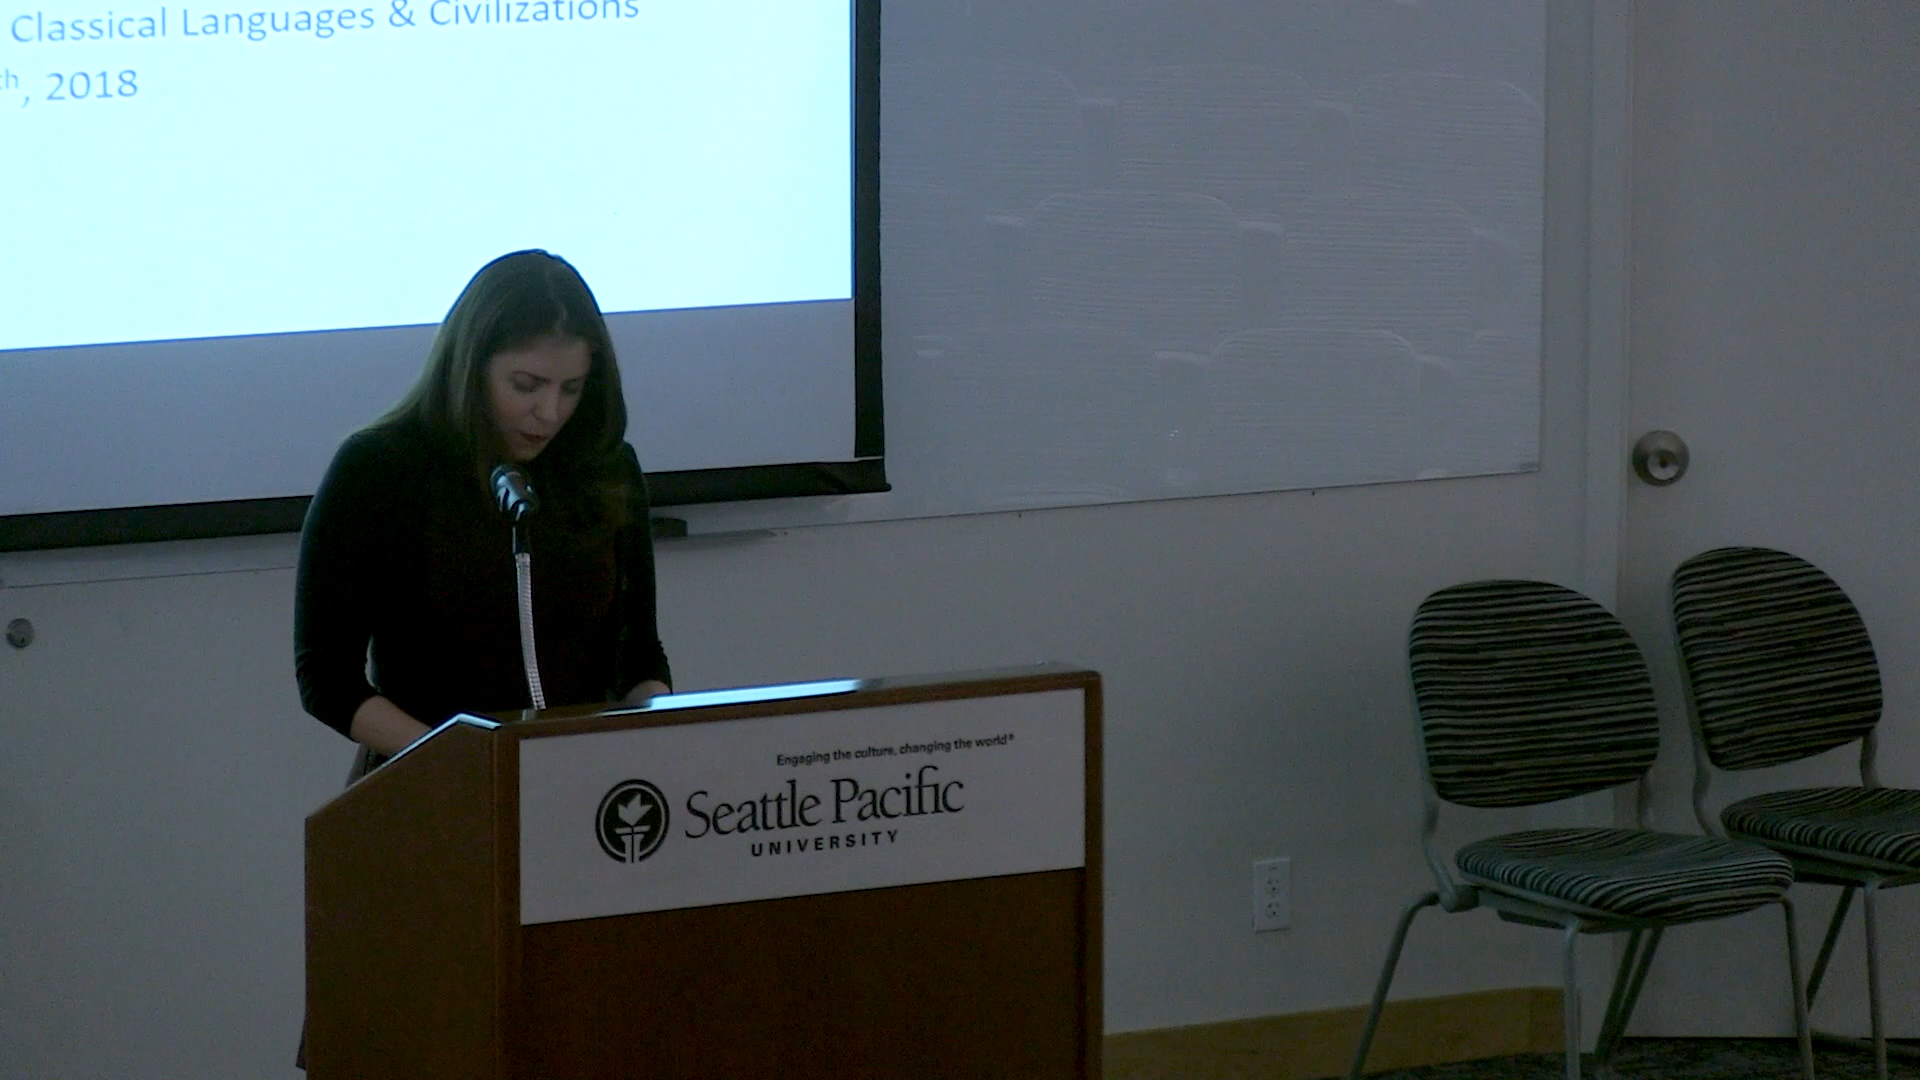 Classical Languages & Civilizations
th, 2018
Engaging the culture, changing the world®
Seattle Pacific
UNIVERSITY